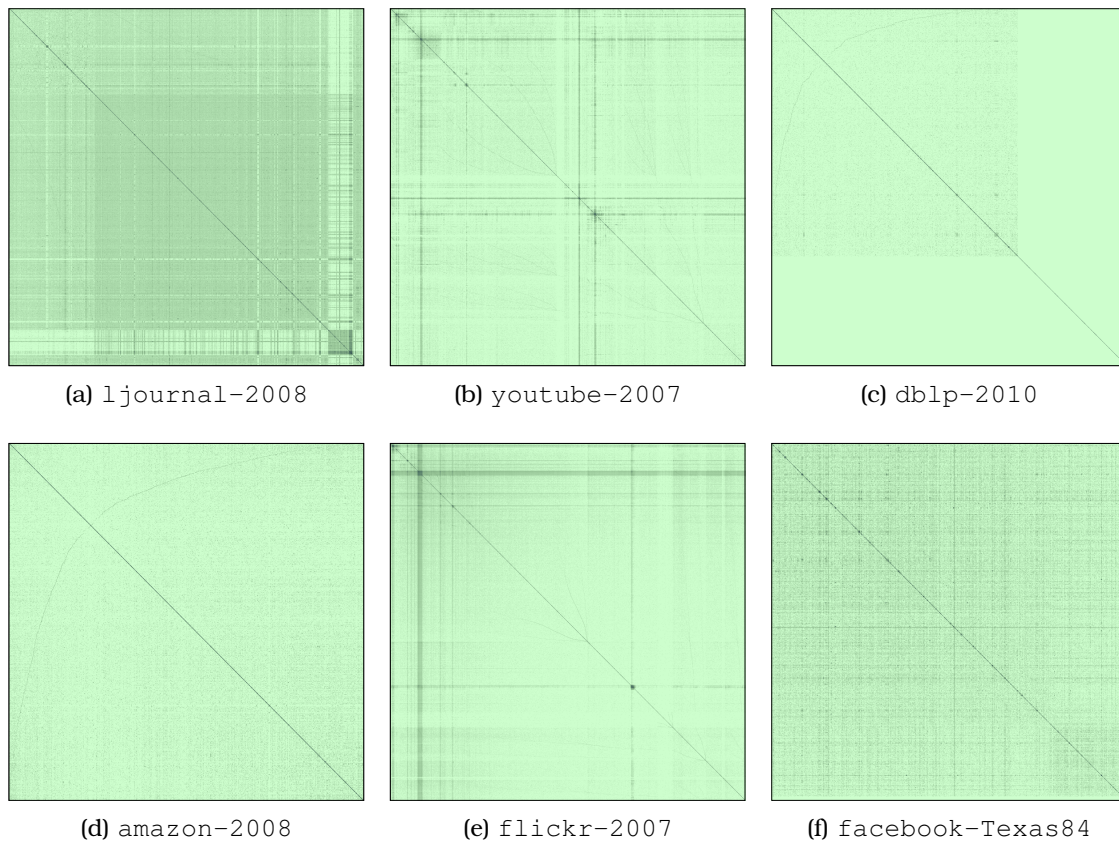 (a) ljournal-2008
(b) youtube-2007
(c) dblp-2010
(d) amazon-2008
(e) flickr-2007
(f) facebook-Texas84